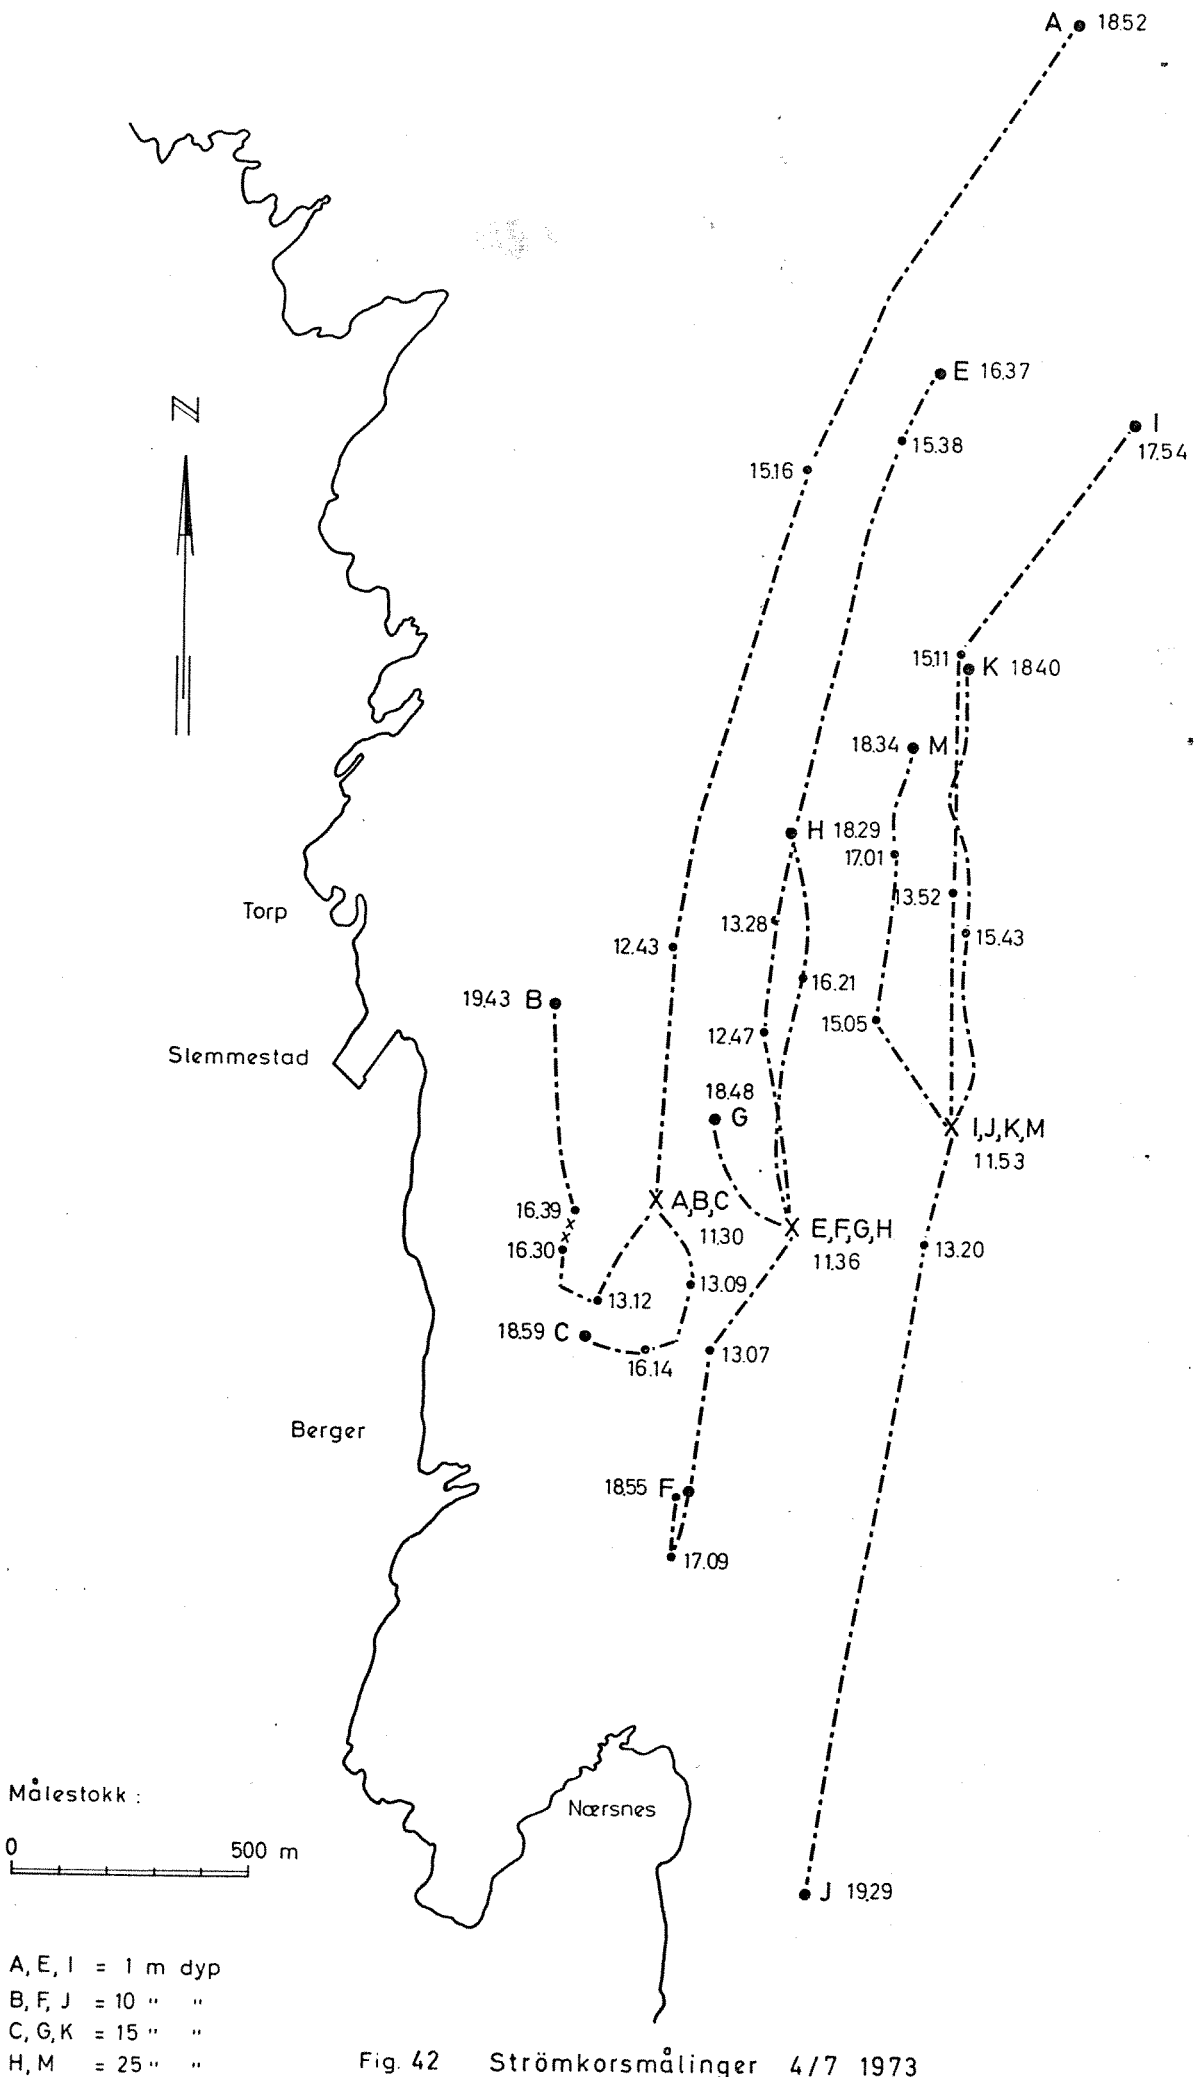 A 18.52
N
E 16.37
I
15.38
17.54
15.16
15.11
K 18.40
18.34 M
H 18.29
17.01
13.52
Torp
13.28
15.43
12.43
16.21
19.43 B
15.05
12.47
Slemmestad
18.48
G
I,J,K,M
11.53
A,B,C
16.39
E,F,G,H
11.30
16.30
13.20
11.36
13.09
13.12
18.59 C
13.07
16.14
Berger
18.55 F
17.09
Målestokk :
Nærsnes
0 500 m
J 19.29
A, E, I = 1 m dyp
B, F, J = 10 " "
C, G, K = 15 " "
H, M = 25 " "
Fig. 42 Strömkorsmålinger 4/7 1973